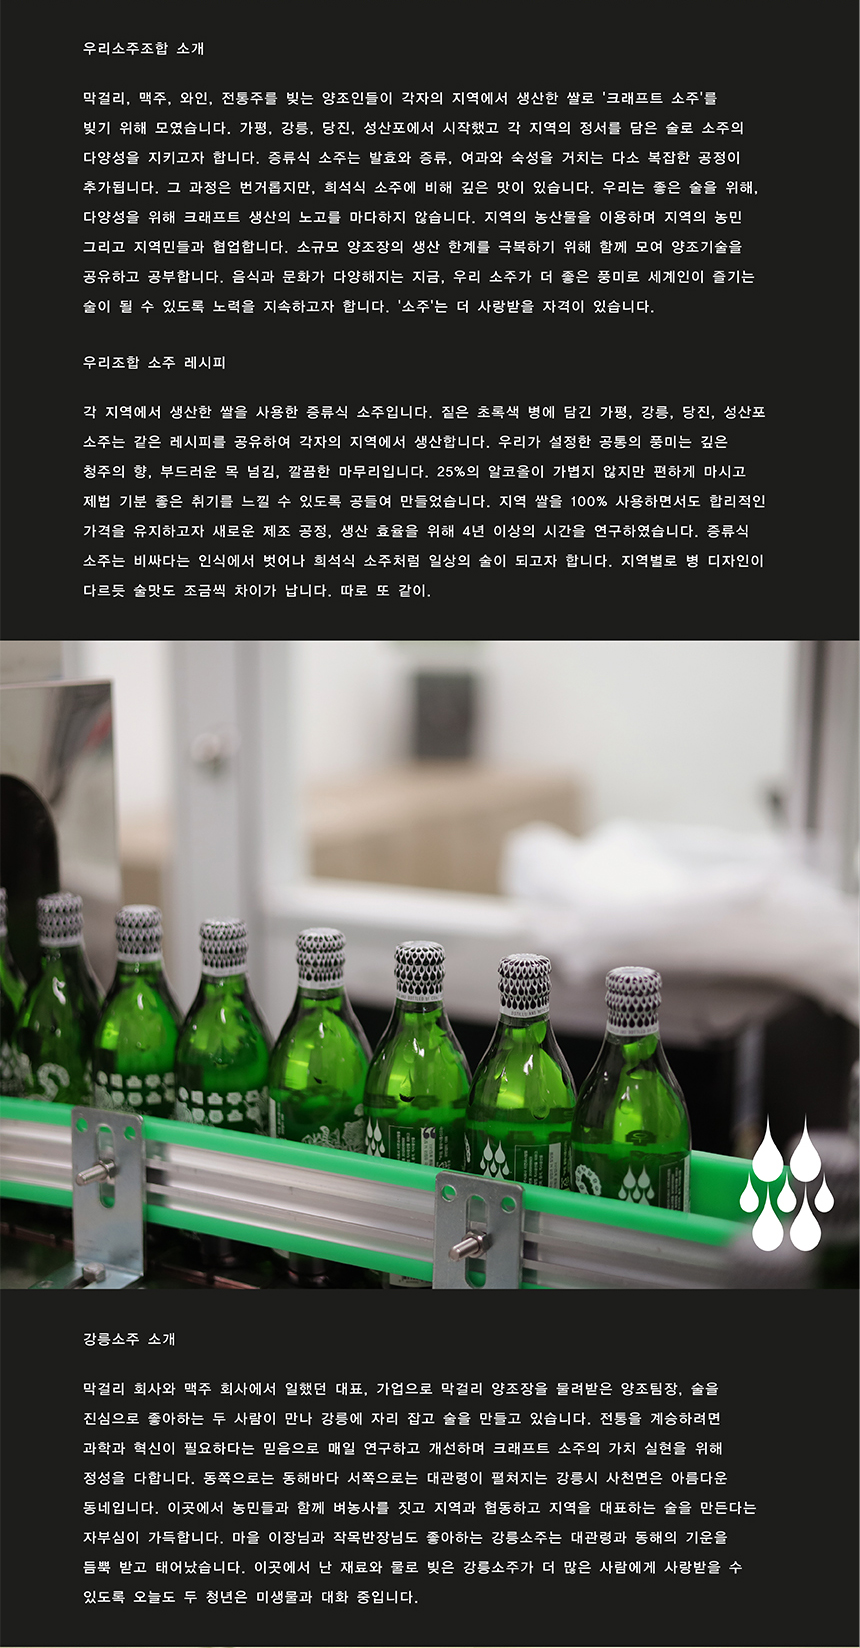 우리소주조합 소개
막걸리, 맥주, 와인, 전통주를 빚는 양조인들이 각자의 지역에서 생산한 쌀로 '크래프트 소주'를
빚기 위해 모였습니다. 가평, 강릉, 당진, 성산포에서 시작했고 각 지역의 정서를 담은 술로 소주의
다양성을 지키고자 합니다. 증류식 소주는 발효와 증류, 여과와 숙성을 거치는 다소 복잡한 공정이
추가됩니다. 그 과정은 번거롭지만, 희석식 소주에 비해 깊은 맛이 있습니다. 우리는 좋은 술을 위해,
다양성을 위해 크래프트 생산의 노고를 마다하지 않습니다. 지역의 농산물을 이용하며 지역의 농민
그리고 지역민들과 협업합니다. 소규모 양조장의 생산 한계를 극복하기 위해 함께 모여 양조기술을
공유하고 공부합니다. 음식과 문화가 다양해지는 지금, 우리 소주가 더 좋은 풍미로 세계인이 즐기는
술이 될 수 있도록 노력을 지속하고자 합니다. '소주'는 더 사랑받을 자격이 있습니다.
우리조합 소주 레시피
각 지역에서 생산한 쌀을 사용한 증류식 소주입니다. 짙은 초록색 병에 담긴 가평, 강릉, 당진, 성산포
소주는 같은 레시피를 공유하여 각자의 지역에서 생산합니다. 우리가 설정한 공통의 풍미는 깊은
청주의 향, 부드러운 목 넘김, 깔끔한 마무리입니다. 25%의 알코올이 가볍지 않지만 편하게 마시고
제법 기분 좋은 취기를 느낄 수 있도록 공들여 만들었습니다. 지역 쌀을 100% 사용하면서도 합리적인
가격을 유지하고자 새로운 제조 공정, 생산 효율을 위해 4년 이상의 시간을 연구하였습니다. 증류식
소주는 비싸다는 인식에서 벗어나 희석식 소주처럼 일상의 술이 되고자 합니다. 지역별로 병 디자인이
다르듯 술맛도 조금씩 차이가 납니다. 따로 또 같이.
강릉소주 소개
막걸리 회사와 맥주 회사에서 일했던 대표, 가업으로 막걸리 양조장을 물려받은 양조팀장, 술을
진심으로 좋아하는 두 사람이 만나 강릉에 자리 잡고 술을 만들고 있습니다. 전통을 계승하려면
과학과 혁신이 필요하다는 믿음으로 매일 연구하고 개선하며 크래프트 소주의 가치 실현을 위해
정성을 다합니다. 동쪽으로는 동해바다 서쪽으로는 대관령이 펼쳐지는 강릉시 사천면은 아름다운
동네입니다. 이곳에서 농민들과 함께 벼농사를 짓고 지역과 협동하고 지역을 대표하는 술을 만든다는
자부심이 가득합니다. 마을 이장님과 작목반장님도 좋아하는 강릉소주는 대관령과 동해의 기운을
듬뿍 받고 태어났습니다. 이곳에서 난 재료와 물로 빚은 강릉소주가 더 많은 사람에게 사랑받을 수
있도록 오늘도 두 청년은 미생물과 대화 중입니다.